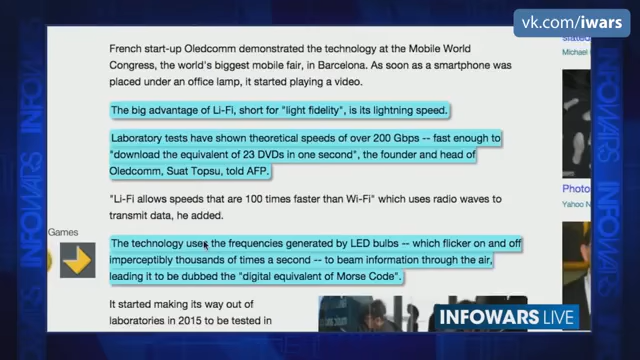 vk.com/iwars
French start-up Oledcomm demonstrated the technology at the Mobile World
Congress, the world's biggest mobile fair, in Barcelona. As soon as a smartphone was
placed under an office lamp, it started playing a video.
Michael
The big advantage of Li-Fi, short for "light fidelity", is its lightning speed.
Laboratory tests have shown theoretical speeds of over 200 Gbps -- fast enough to
"download the equivalent of 23 DVDs in one second", the founder and head of
Oledcomm, Suat Topsu, told AFP.
"Li-Fi allows speeds that are 100 times faster than Wi-Fi" which uses radio waves to
transmit data, he added.
Photo
Yahoo N
Games
The technology uses the frequencies generated by LED bulbs -- which flicker on and off
imperceptibly thousands of times a second -- to beam information through the air,
leading it to be dubbed the "digital equivalent of Morse Code".
It started making its way out of
laboratories in 2015 to be tested in
INFOWARS LIVE
INFOWARS
INFOWARS